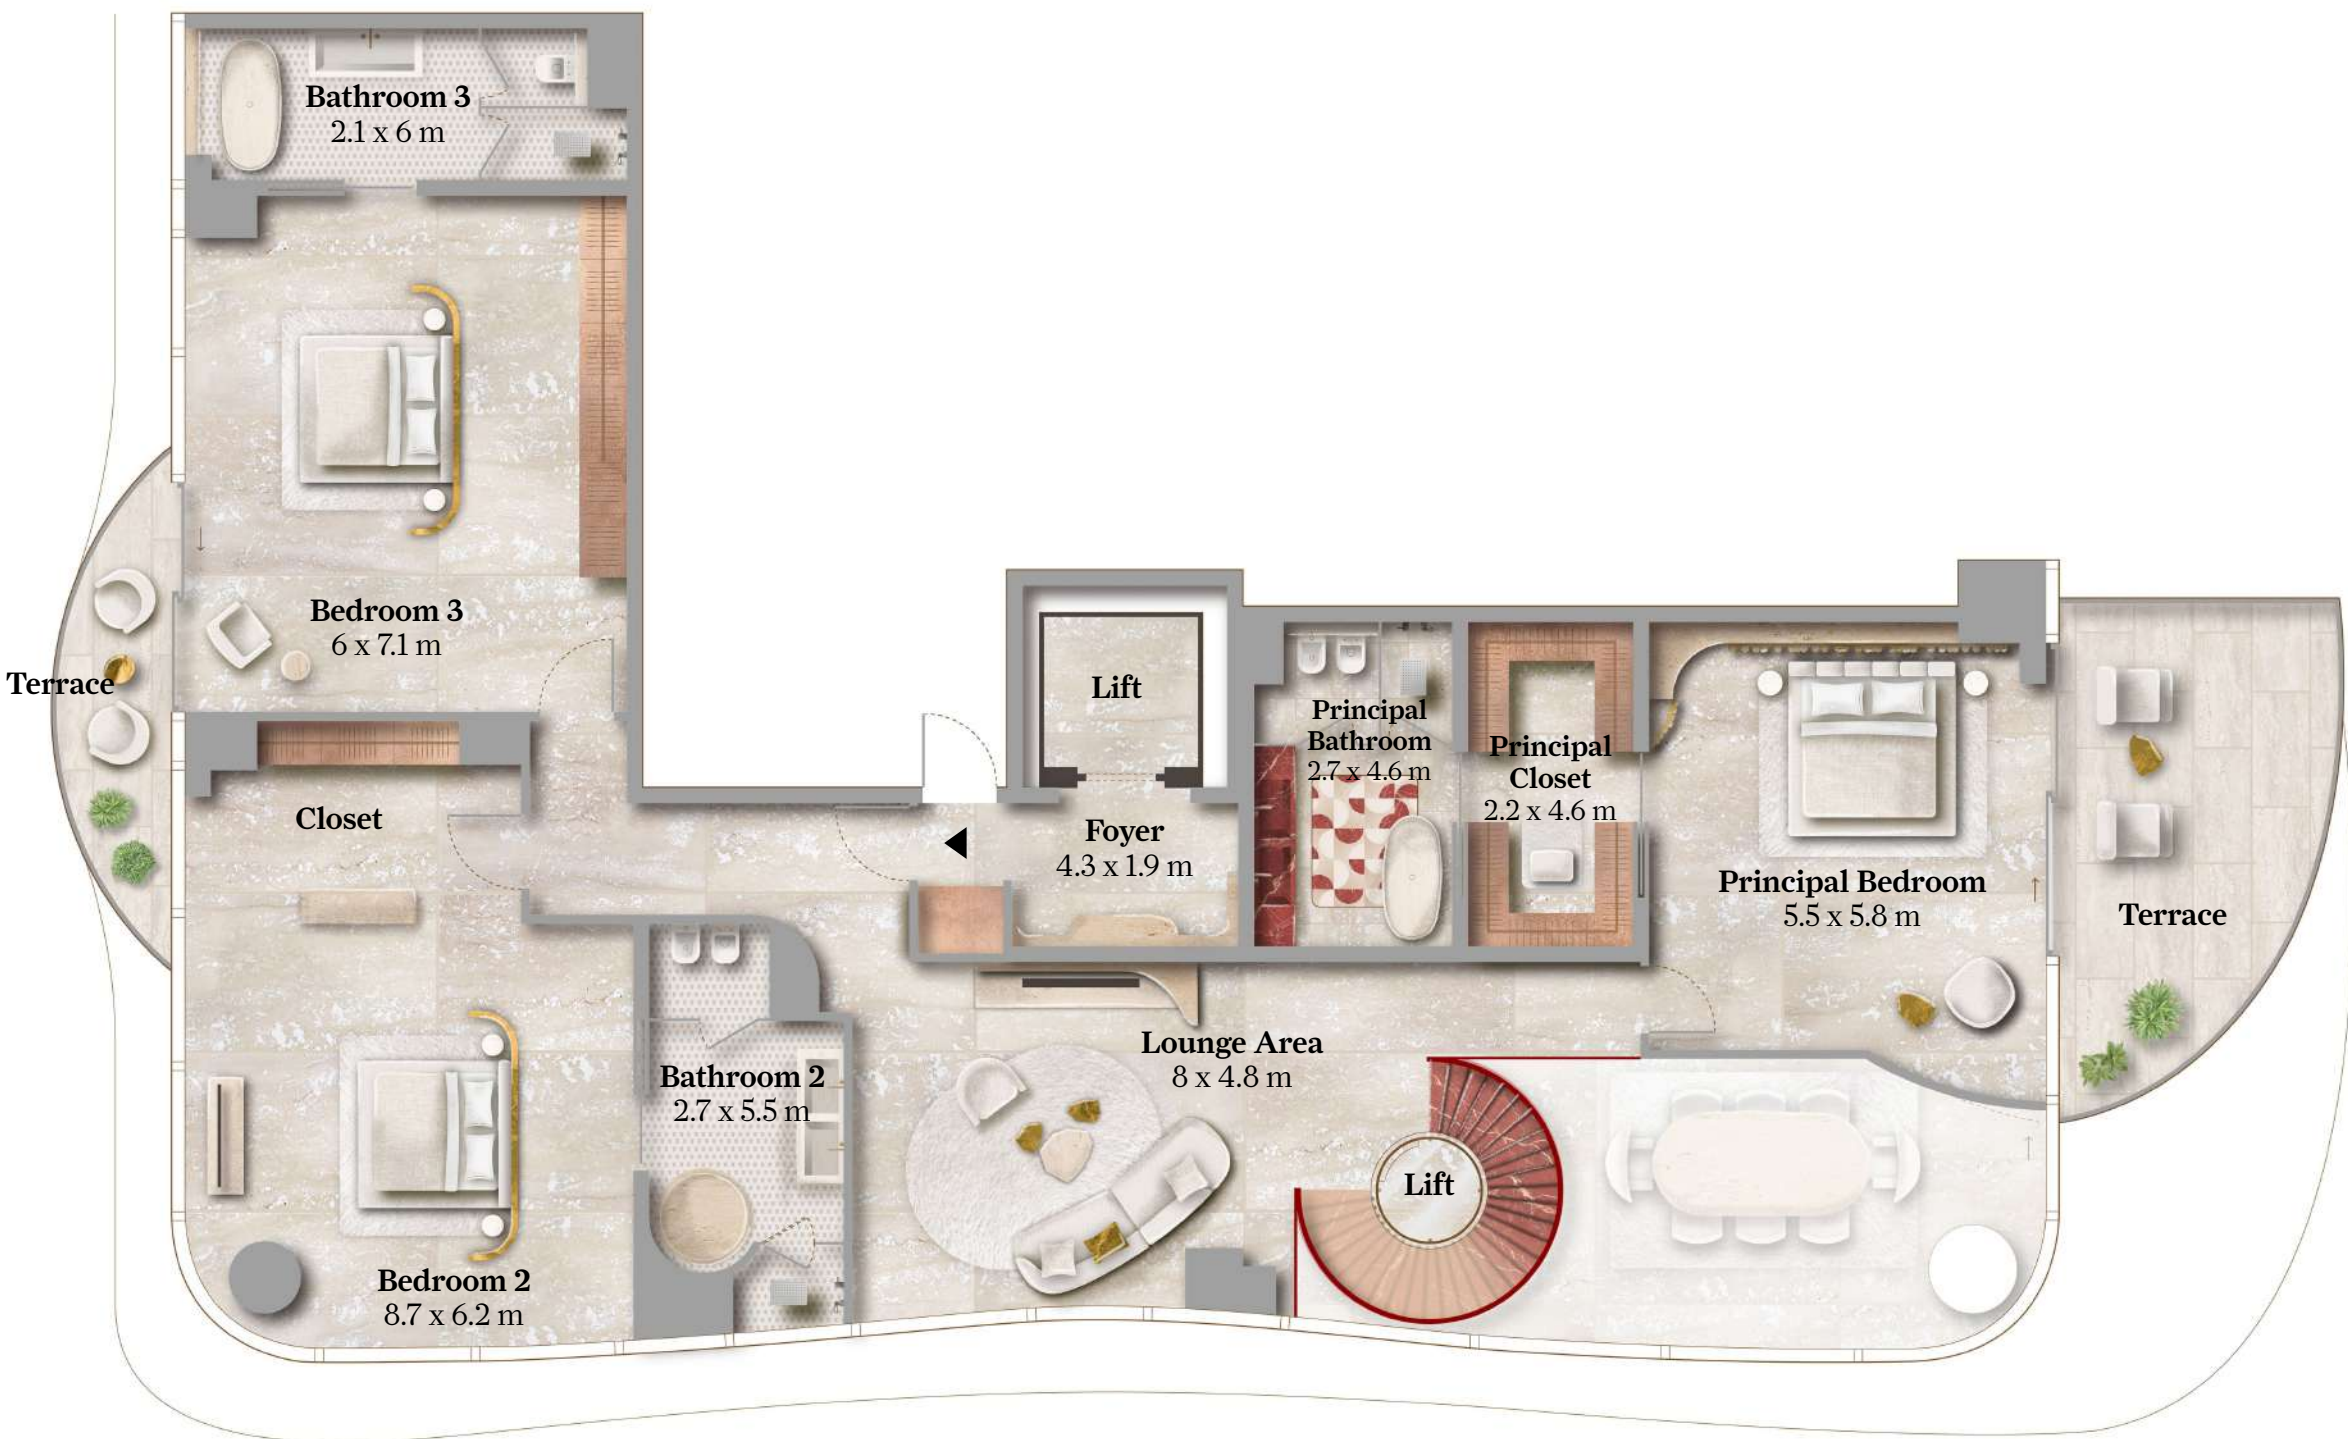 Bathroom 3
2.1 x 6 m
Bedroom 3
6 x 7.1 m
Terrace
Closet
Lift
Foyer
4.3 x 1.9 m
Principal
Bathroom
2.7 x 4.6 m
Principal
Closet
2.2 x 4.6 m
Principal Bedroom
5.5 x 5.8 m
Terrace
Lounge Area
8 x 4.8 m
Bathroom 2
2.7 x 5.5 m
Lift
Bedroom 2
8.7 x 6.2 m